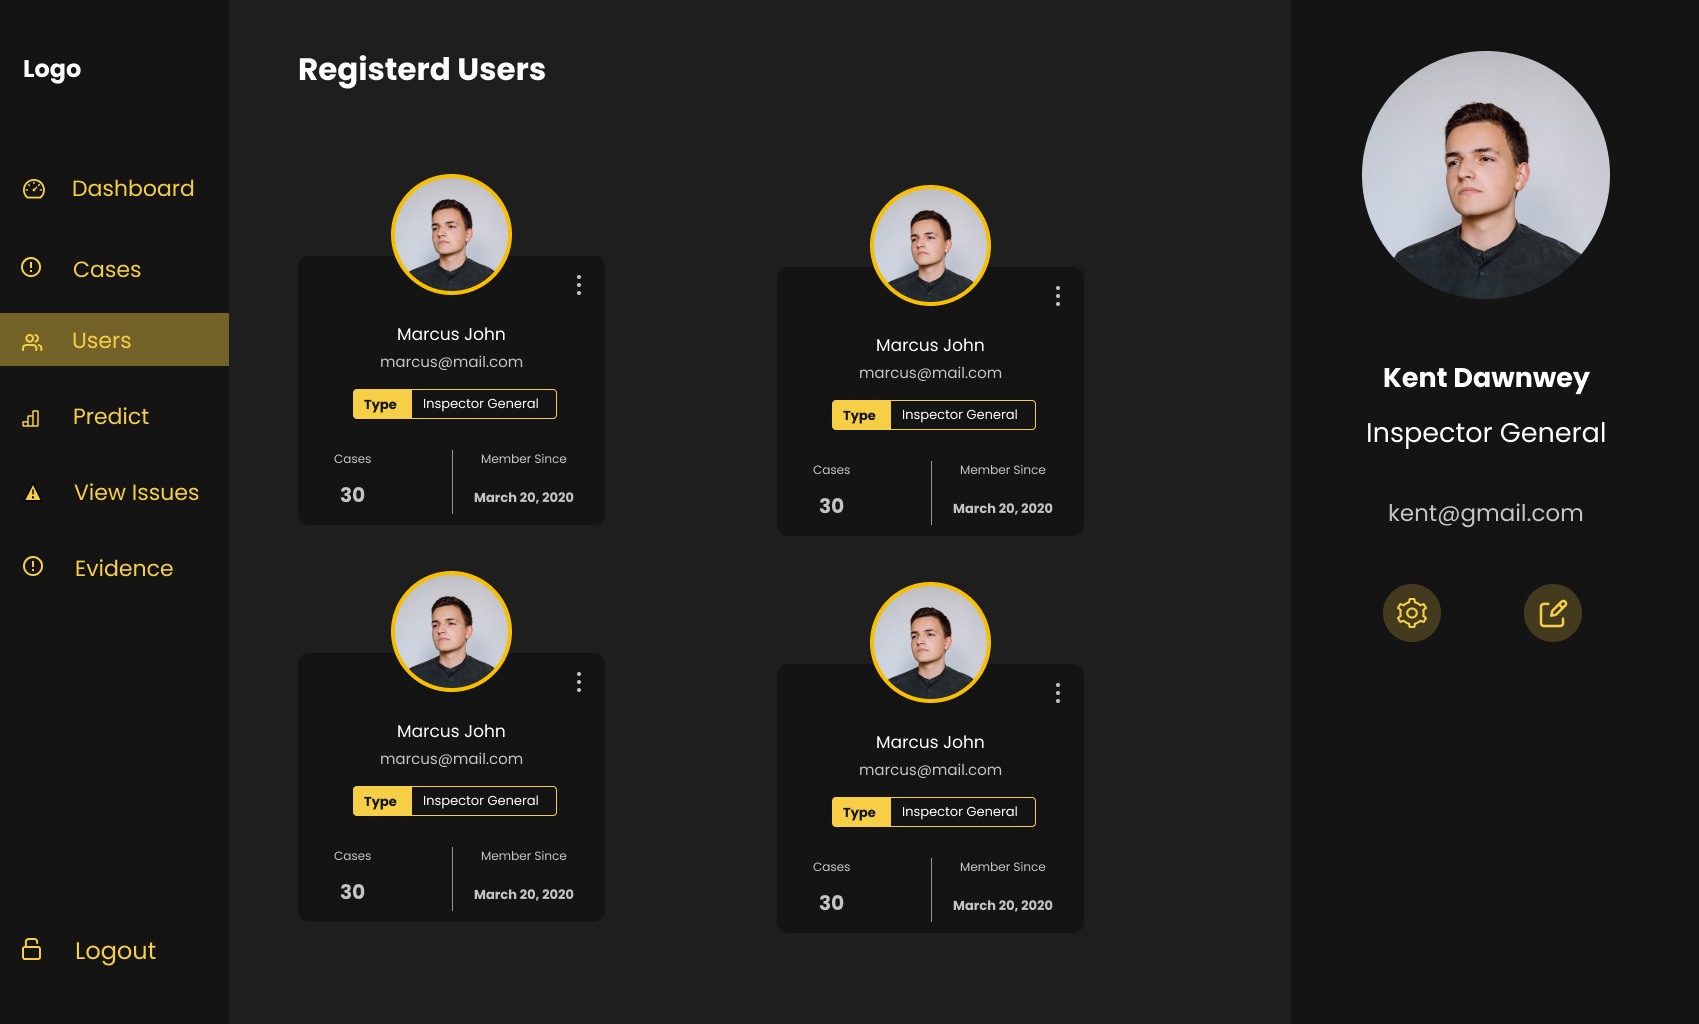 Logo
Dashboard
Cases
Users
Predict
View Issues
Evidence
Logout
Registerd Users
Marcus John
marcus@mail.com
Type Inspector General
Cases Member Since
30 March 20, 2020
Marcus John
marcus@mail.com
Type Inspector General
Cases Member Since
30 March 20, 2020
Marcus John
marcus@mail.com
Type Inspector General
Cases Member Since
30 March 20, 2020
Marcus John
marcus@mail.com
Type Inspector General
Cases Member Since
30 March 20, 2020
Kent Dawnwey
Inspector General
kent@gmail.com